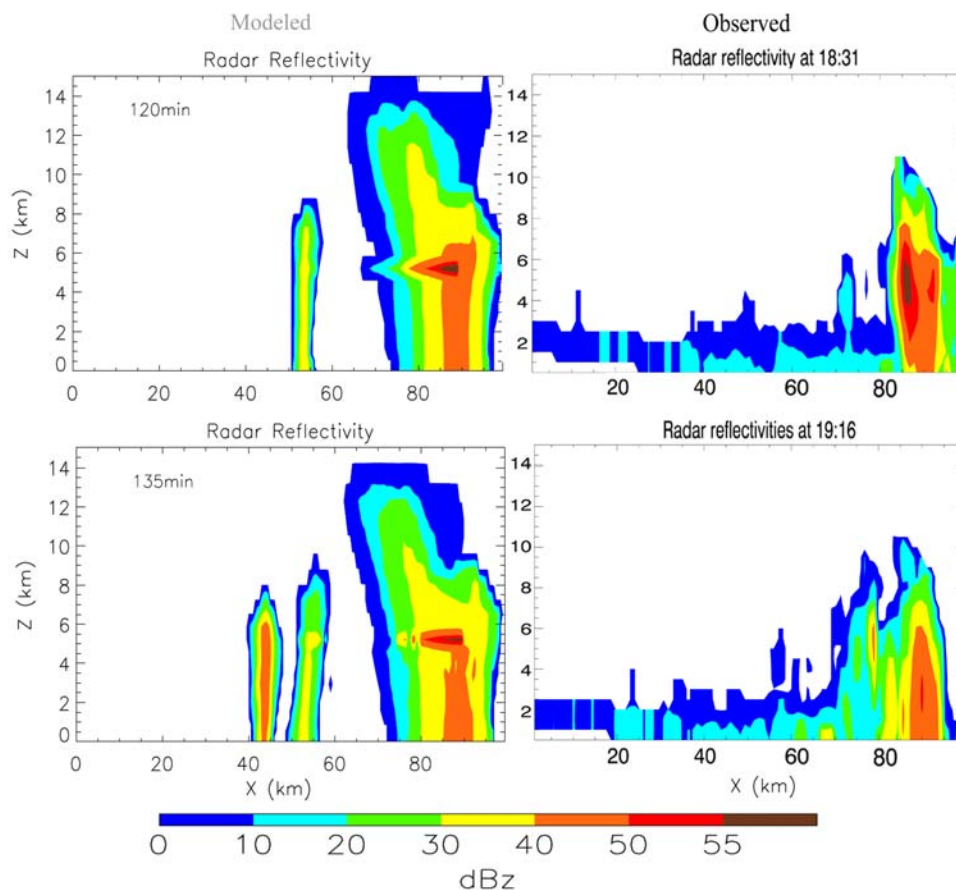 Modeled
Observed
Radar Reflectivity
Radar reflectivity at 18:31
120min
Z (km)
14
12
10
8
6
4
2
0
0 20 40 60 80 100
14
12
10
8
6
4
2
20 40 60 80
Radar Reflectivity
Radar reflectivities at 19:16
135min
Z (km)
14
12
10
8
6
4
2
0
0 20 40 60 80 100
X (km)
14
12
10
8
6
4
2
20 40 60 80
X (km)
0 10 20 30 40 50 55
dBz